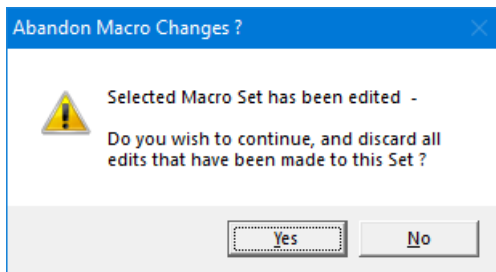 Abandon Macro Changes ?
Selected Macro Set has been edited  -
Do you wish to continue, and discard all
edits that have been made to this Set ?
Yes
No